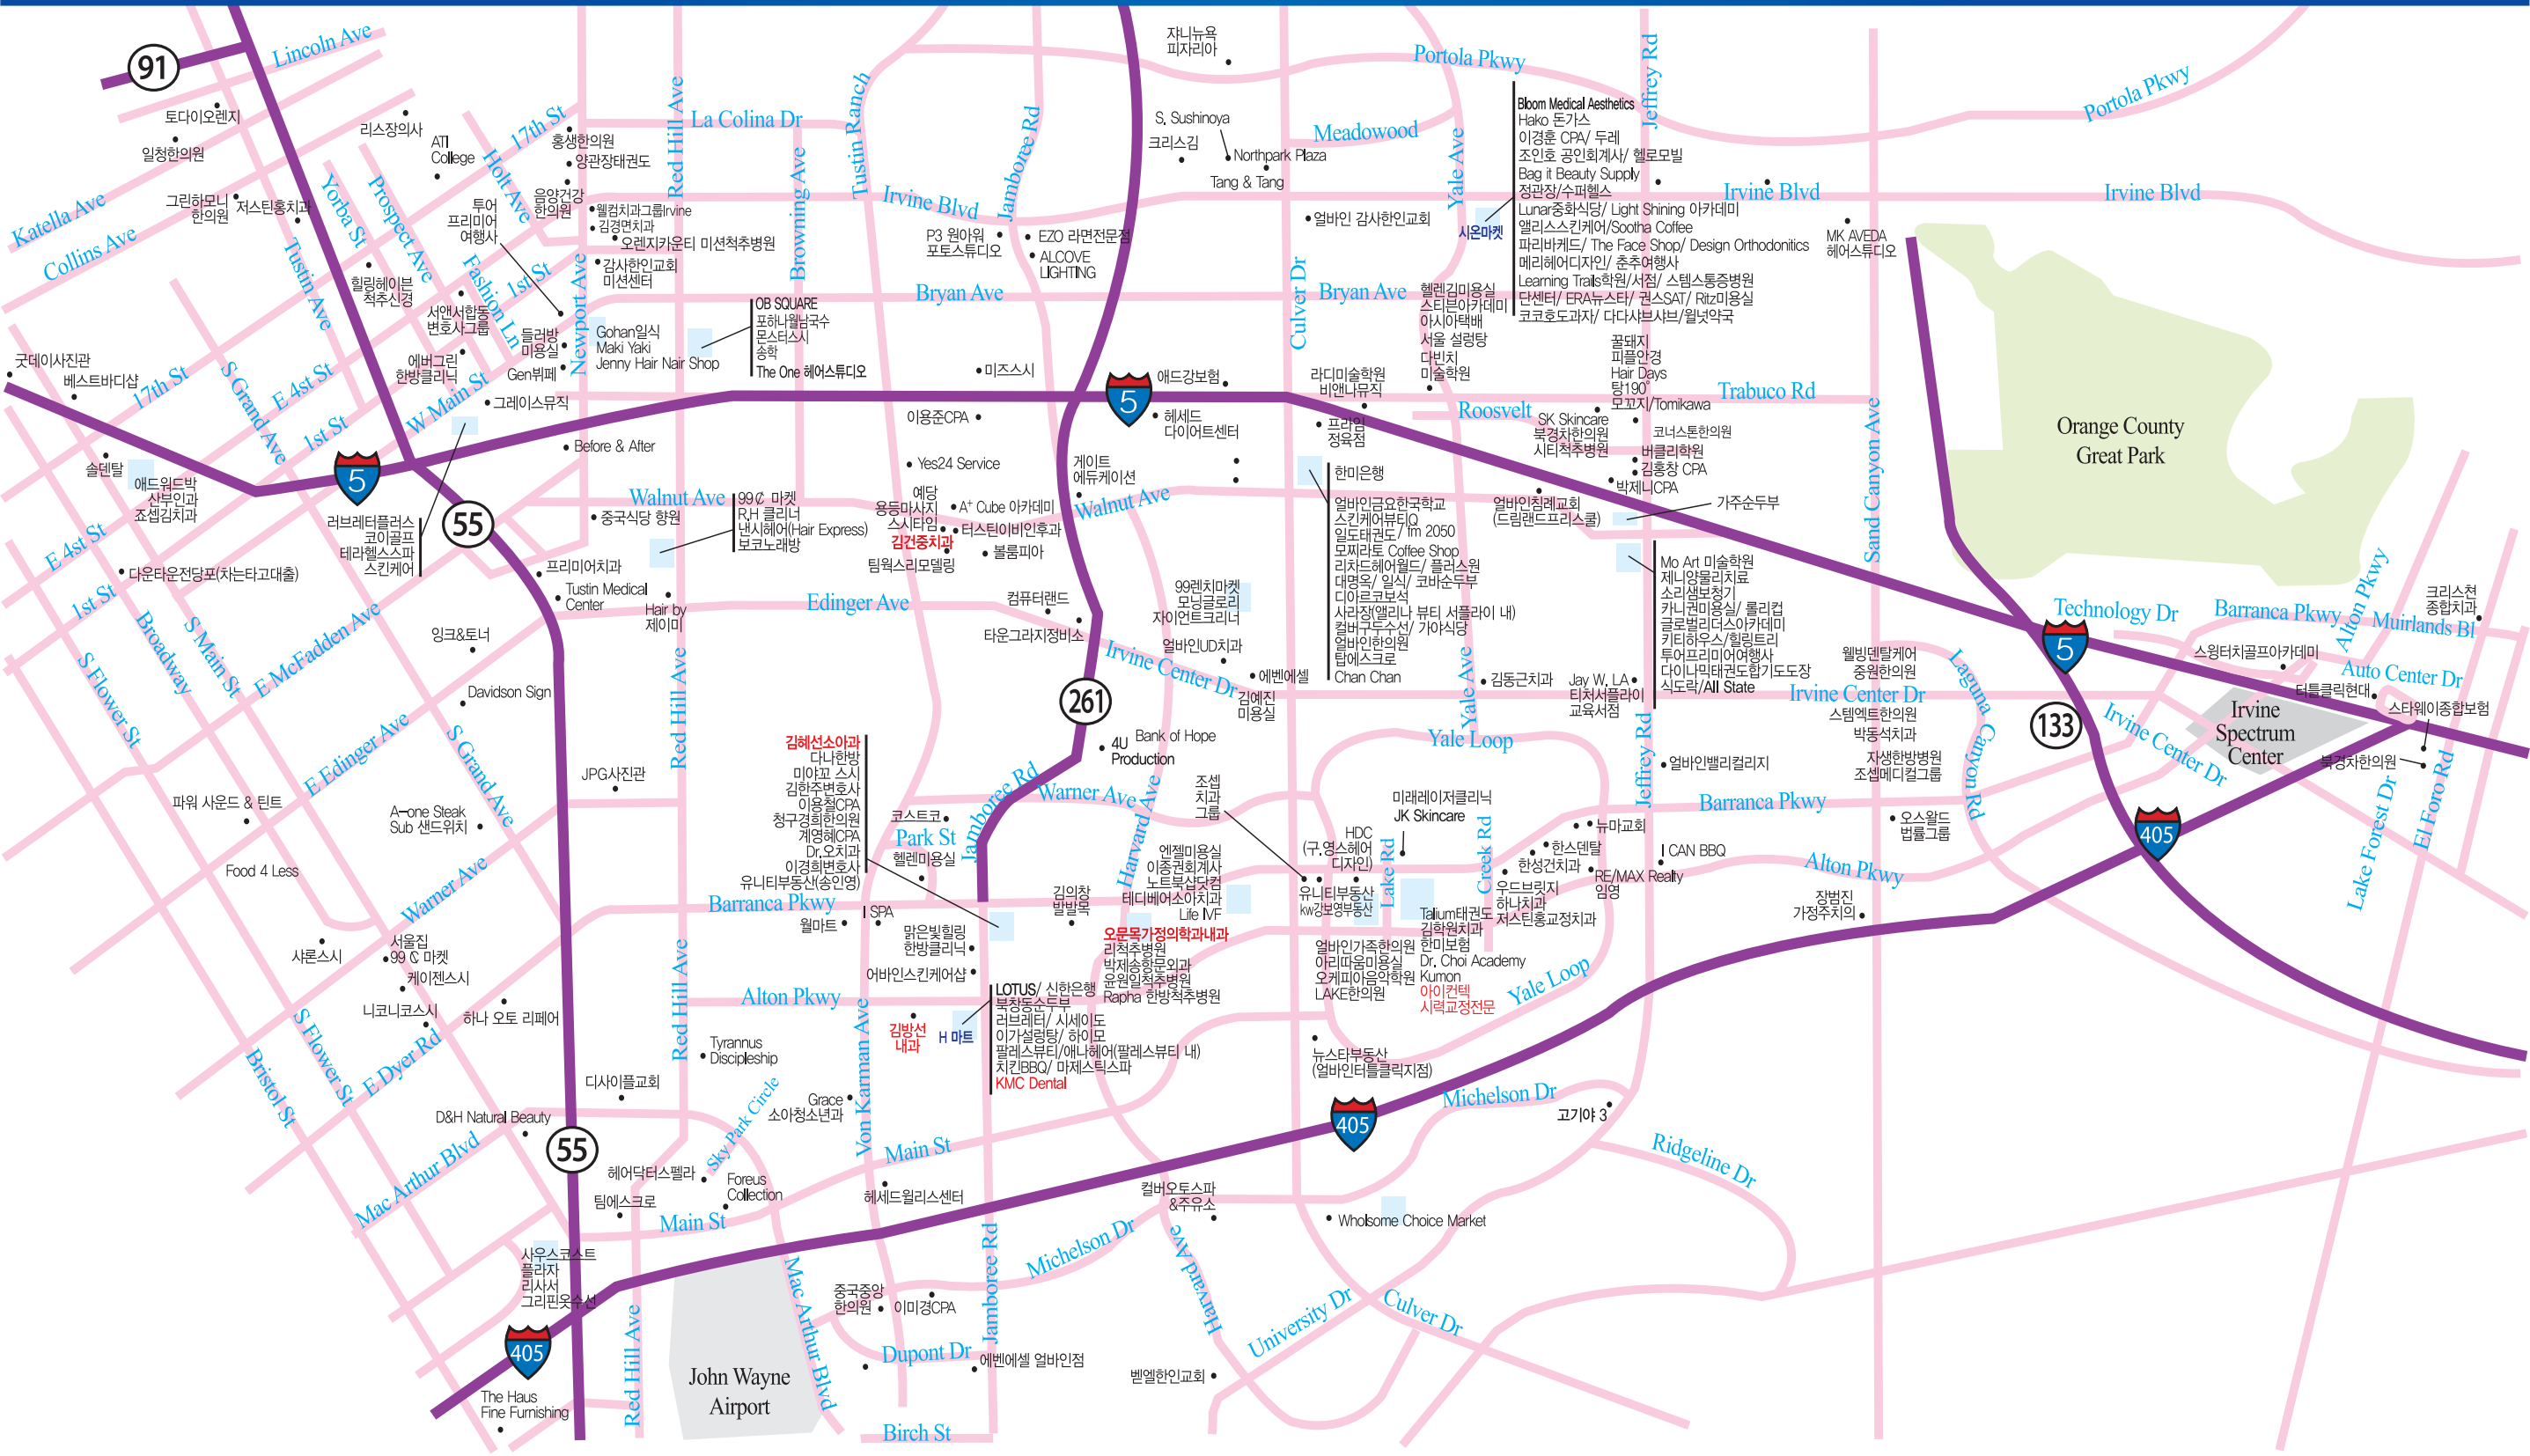 91
Lincoln Ave
토다이오렌지
일청한의원
Katella Ave
Collins Ave
그린하모니
한의원
저스틴홍치과
리스장의사
ATI
College
17th St
Holt Ave
Yorba St
Prospect Ave
Tustin Ave
Fashion Ln
1st St
투어
프리미어
여행사
홍생한의원
양관장태권도
음양건강
한의원
웰컴치과그룹Irvine
김경면치과
오렌지카운티 미션척추병원
감사한인교회
미션센터
Newport Ave
힐링헤이븐
척추신경
서앤서합동
변호사그룹
에버그린
한방클리닉
들러방
미용실
Gen뷔페
그레이스뮤직
Gohan일식
Maki Yaki
Jenny Hair Nair Shop
Before & After
굿데이사진관
베스트바디샵
17th St
S Grand Ave
E 4st St
1st St
W Main St
솔덴탈
애드워드박
산부인과
죠셉김치과
5
55
러브레터플러스
코이골프
테라헬스스파
스킨케어
E 4st St
1st St
다운타운전당포(차는타고대출)
Broadway
S Main St
S Flower St
E McFadden Ave
E Edinger Ave
잉크&토너
Davidson Sign
S Grand Ave
파워 사운드 & 틴트
A-one Steak
Sub 샌드위치
Food 4 Less
Warner Ave
샤론스시
서울집
99 ₵ 마켓
케이젠스시
니코니코스시
하나 오토 리페어
S Flower St
Bristol St
E Dyer Rd
Mac Arthur Blvd
D&H Natural Beauty
55
사우스코스트
플라자
리사서
그리핀옷수선
405
The Haus
Fine Furnishing
Red Hill Ave
La Colina Dr
Browning Ave
Tustin Ranch
Irvine Blvd
Jamboree Rd
P3 원아워
포토스튜디오
EZO 라면전문점
ALCOVE
LIGHTING
Bryan Ave
OB SQUARE
포하나월남국수
몬스터스시
송학
The One 헤어스튜디오
미즈스시
이용준CPA
Yes24 Service
Walnut Ave
중국식당 향원
99₵ 마켓
R.H 클리너
낸시헤어(Hair Express)
보코노래방
예당
용등마사지
스시타임
김건중치과
팀웍스리모델링
A⁺ Cube 아카데미
터스틴이비인후과
볼룸피아
게이트
에듀케이션
Walnut Ave
프리미어치과
Tustin Medical
Center
Hair by
제이미
Edinger Ave
컴퓨터랜드
타운그라지정비소
Red Hill Ave
261
Irvine Center Dr
JPG사진관
김혜선소아과
다나한방
미야꼬 스시
김한주변호사
이용철CPA
청구경희한의원
계영혜CPA
Dr.오치과
이경희변호사
유니티부동산(송인영)
코스트코
Park St
헬렌미용실
Jamboree Rd
Warner Ave
4U
Production
Bank of Hope
Harvard Ave
Barranca Pkwy
월마트
I SPA
맑은빛힐링
한방클리닉
어바인스킨케어샵
김의창
발발목
Alton Pkwy
김방선
내과
H 마트
LOTUS/ 신한은행
북창동순두부
러브레터/ 시세이도
이가설렁탕/ 하이모
팔레스뷰티/애나헤어(팔레스뷰티 내)
치킨BBQ/ 마제스틱스파
KMC Dental
Red Hill Ave
Tyrannus
Discipleship
디사이플교회
Sky Park Circle
Grace
소아청소년과
Von Karman Ave
Main St
헤어닥터스펠라
팀에스크로
Foreus
Collection
Main St
헤세드월리스센터
John Wayne
Airport
Red Hill Ave
Mac Arthur Blvd
중국중앙
한의원
이미경CPA
Dupont Dr
에벤에셀 얼바인점
Birch St
Jamboree Rd
Michelson Dr
쟈니뉴욕
피자리아
S. Sushinoya
크리스김
Northpark Plaza
Tang & Tang
Portola Pkwy
Meadowood
Yale Ave
Jeffrey Rd
얼바인 감사한인교회
시온마켓
Bloom Medical Aesthetics
Hako 돈가스
이경훈 CPA/ 두레
조인호 공인회계사/ 헬로모빌
Bag it Beauty Supply
정관장/수퍼헬스
Lunar중화식당/ Light Shining 아카데미
앨리스스킨케어/Sootha Coffee
파리바케드/ The Face Shop/ Design Orthodonitics
메리헤어디자인/ 춘추여행사
Learning Trails학원/서점/ 스템스통증병원
단센터/ ERA뉴스타/ 권스SAT/ Ritz미용실
코코호도과자/ 다다샤브샤브/월넛약국
Irvine Blvd
Irvine Blvd
Portola Pkwy
MK AVEDA
헤어스튜디오
Culver Dr
Bryan Ave
헬렌김미용실
스티븐아카데미
아시아택배
서울 설렁탕
다빈치
미술학원
5
애드강보험
헤세드
다이어트센터
라디미술학원
비앤나뮤직
프라임
정육점
꿀돼지
피플안경
Hair Days
탕190°
모꼬지/Tomikawa
Trabuco Rd
Roosvelt
SK Skincare
북경차한의원
시티척추병원
코너스톤한의원
버클리학원
김홍창 CPA
박제니CPA
얼바인침례교회
(드림랜드프리스쿨)
가주순두부
Sand Canyon Ave
Orange County
Great Park
한미은행
얼바인금요한국학교
스킨케어뷰티Q
일도태권도/ fm 2050
모찌라토 Coffee Shop
리차드헤어월드/ 플러스원
대명옥/ 일식/ 코바순두부
디아르코보석
사라장(앨리나 뷰티 서플라이 내)
컬버구두수선/ 가야식당
얼바인한의원
탑에스크로
Chan Chan
99렌치마켓
모닝글로리
자이언트크리너
얼바인UD치과
에벤에셀
김예진
미용실
Yale Ave
김동근치과
Jay W. LA
티처서플라이
교육서점
Mo Art 미술학원
제니양물리치료
소리샘보청기
카니권미용실/ 롤리컵
글로벌리더스아카데미
키티하우스/힐링트리
투어프리미어여행사
다이나믹태권도합기도도장
식도락/All State
Irvine Center Dr
웰빙덴탈케어
중원한의원
스템엑트한의원
박동석치과
자생한방병원
조셉메디컬그룹
Laguna Canyon Rd
133
5
Technology Dr
Barranca Pkwy
Alton Pkwy
Muirlands Bl
크리스천
종합치과
스윙터치골프아카데미
Auto Center Dr
터틀클릭현대
스타웨이종합보험
Irvine
Spectrum
Center
Irvine Center Dr
북경자한의원
Lake Forest Dr
El Foro Rd
405
Yale Loop
Jeffrey Rd
얼바인밸리컬리지
Barranca Pkwy
오스왈드
법률그룹
조셉
치과
그룹
미래레이저클리닉
JK Skincare
HDC
(구.영스헤어
디자인)
Lake Rd
Creek Rd
뉴마교회
한스덴탈
한성건치과
I CAN BBQ
RE/MAX Realty
임영
Alton Pkwy
장범진
가정주치의
엔젤미용실
이종권회계사
노트북샵닷컴
테디베어소아치과
Life IVF
오문목가정의학과내과
리척추병원
박제송항문외과
윤원일척추병원
Rapha 한방척추병원
유니티부동산
kw강보영부동산
우드브릿지
하나치과
저스틴홍교정치과
Talium태권도
김학원치과
한미보험
Dr. Choi Academy
Kumon
아이컨텍
시력교정전문
얼바인가족한의원
아리따움미용실
오케피아음악학원
LAKE한의원
Yale Loop
뉴스타부동산
(얼바인터틀클릭지점)
405
Michelson Dr
고기야 3
Ridgeline Dr
컬버오토스파
&주유소
Wholsome Choice Market
Harvard Ave
University Dr
Culver Dr
벧엘한인교회